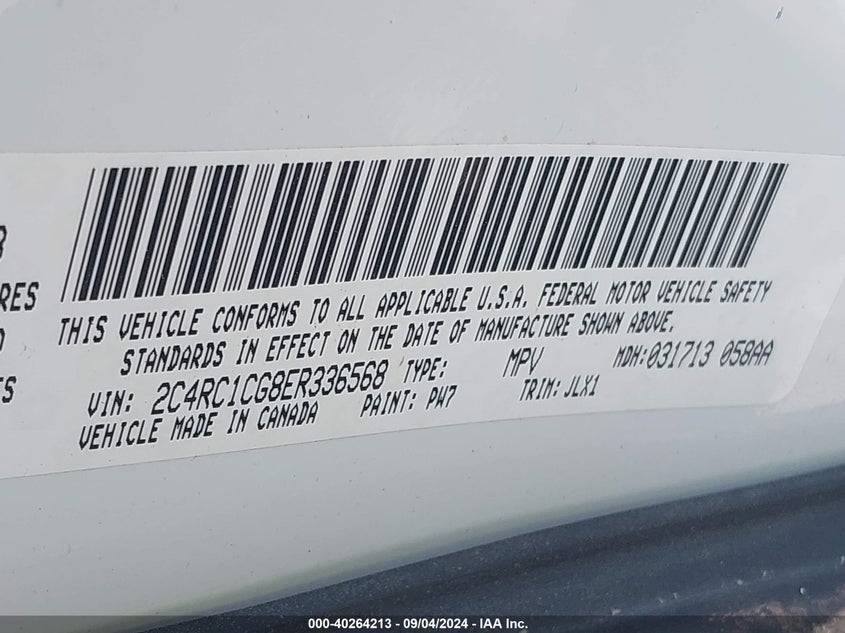 3
RES
THIS VEHICLE CONFORMS TO ALL APPLICABLE U.S.A. FEDERAL MOTOR VEHICLE SAFETY
STANDARDS IN EFFECT ON THE DATE OF MANUFACTURE SHOWN ABOVE.
S
VIN: 2C4RC1CG8ER336568 TYPE: MPV MDH:031713 058AA
VEHICLE MADE IN CANADA PAINT: PW7 TRIM: JLX1
000-40264213 - 09/04/2024 - IAA Inc.